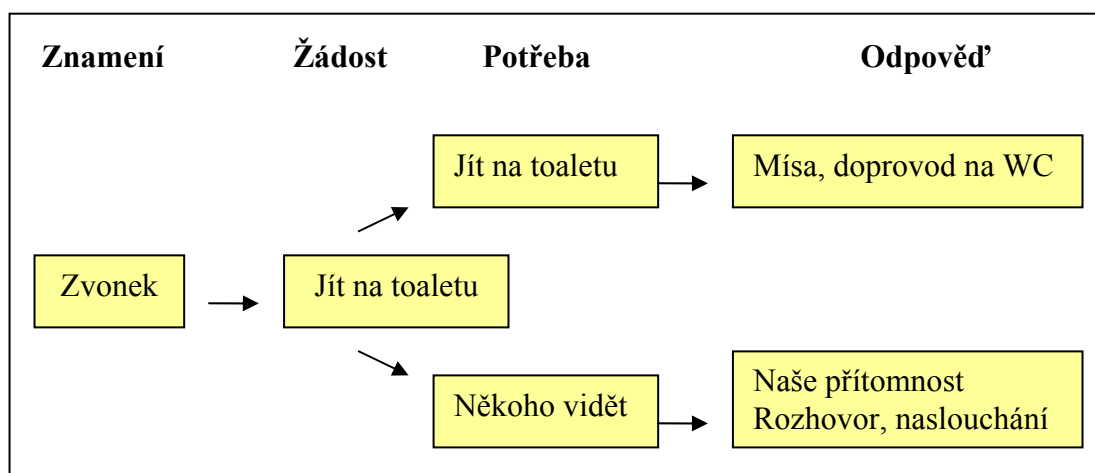 Znamení Žádost Potřeba Odpověď
Jít na toaletu
Mísa, doprovod na WC
Zvonek
Jít na toaletu
Někoho vidět
Naše přítomnost
Rozhovor, naslouchání